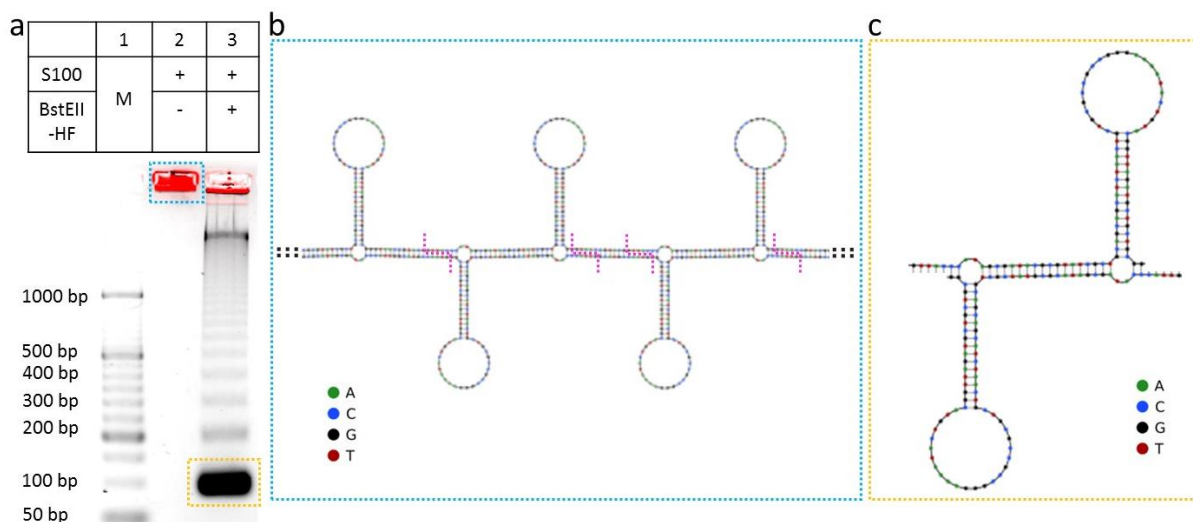 a
1 2 3
S100 M + +
BstEII
-HF - +
1000 bp
500 bp
400 bp
300 bp
200 bp
100 bp
50 bp
b
A
C
G
T
c
A
C
G
T